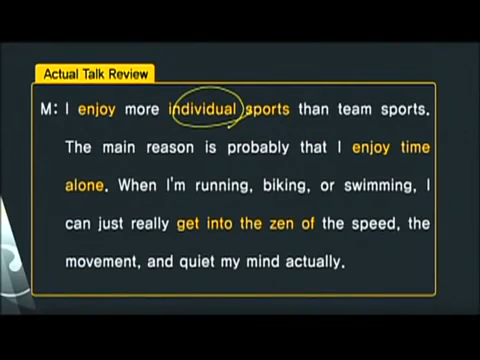 Actual Talk Review
M: I enjoy more individual sports than team sports.
The main reason is probably that I enjoy time
alone. When I'm running, biking, or swimming, I
can just really get into the zen of the speed, the
movement, and quiet my mind actually.